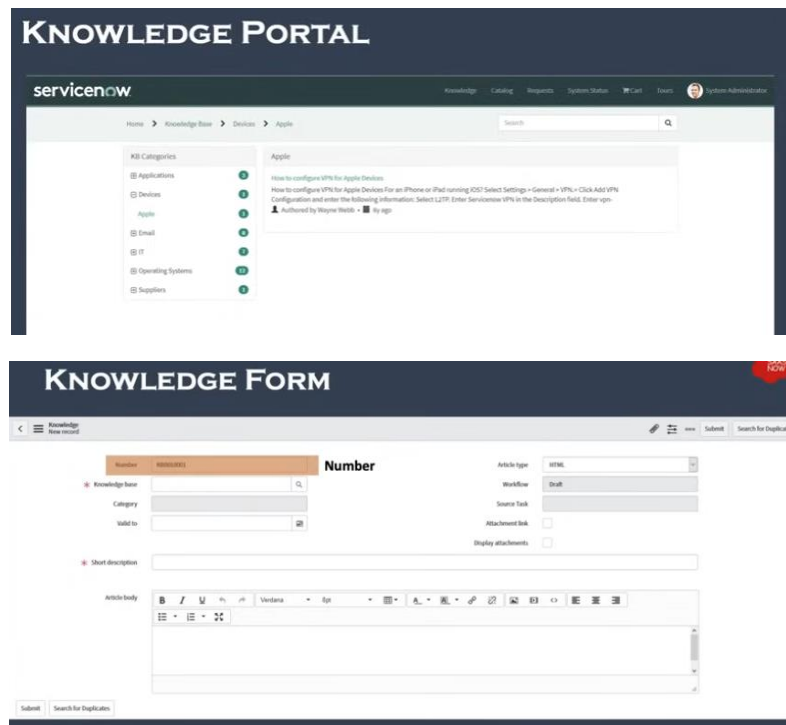 KNOWLEDGE PORTAL
servicenow
Knowledge Catalog Requests System Status Cart Tours System Administrator
Home Knowledge Base Devices Apple
Search
KB Categories
Applications
Devices
Apple
Email
IT
Operating Systems
Suppliers
Apple
How to configure VPN for Apple Devices
How to configure VPN for Apple Devices For an iPhone or iPad running iOS? Select Settings > General > VPN.> Click Add VPN
Configuration and enter the following information: Select L2TP. Enter Servicenow VPN in the Description field. Enter vpn-
Authored by Wayne Webb • ago
KNOWLEDGE FORM
NOW
Knowledge
New record
Submit
Search for Duplicat
Number
Number
Knowledge base
Category
Valid to
Article type HTML
Workflow Draft
Source Task
Attachment link
Display attachments
Short description
Article body
B I U Verdana 8pt A
Submit Search for Duplicates